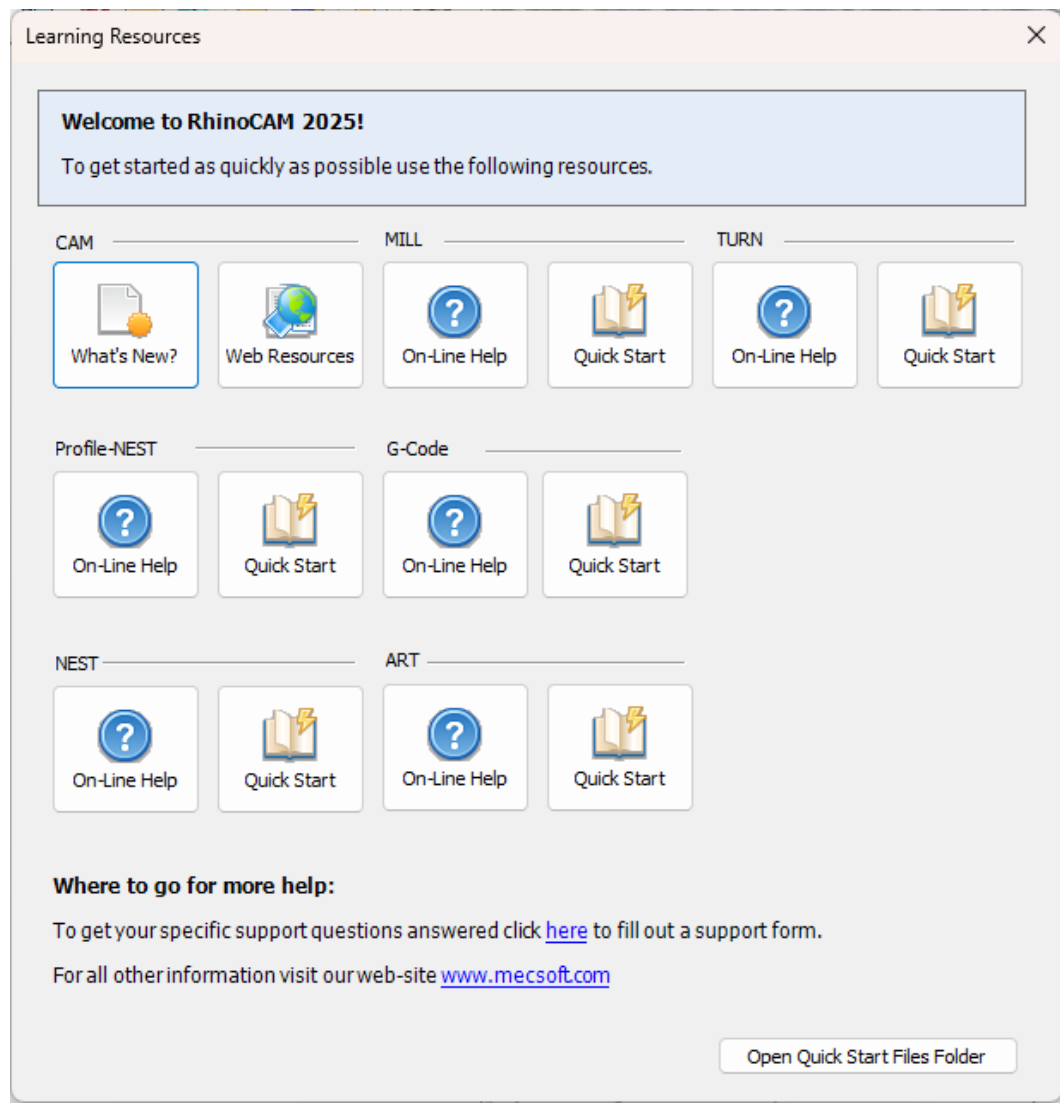 Learning Resources
Welcome to RhinoCAM 2025!
To get started as quickly as possible use the following resources.
CAM
What's New?
Web Resources
MILL
On-Line Help
Quick Start
TURN
On-Line Help
Quick Start
Profile-NEST
On-Line Help
Quick Start
G-Code
On-Line Help
Quick Start
NEST
On-Line Help
Quick Start
ART
On-Line Help
Quick Start
Where to go for more help:
To get your specific support questions answered click here to fill out a support form.
For all other information visit our web-site www.mecsoft.com
Open Quick Start Files Folder